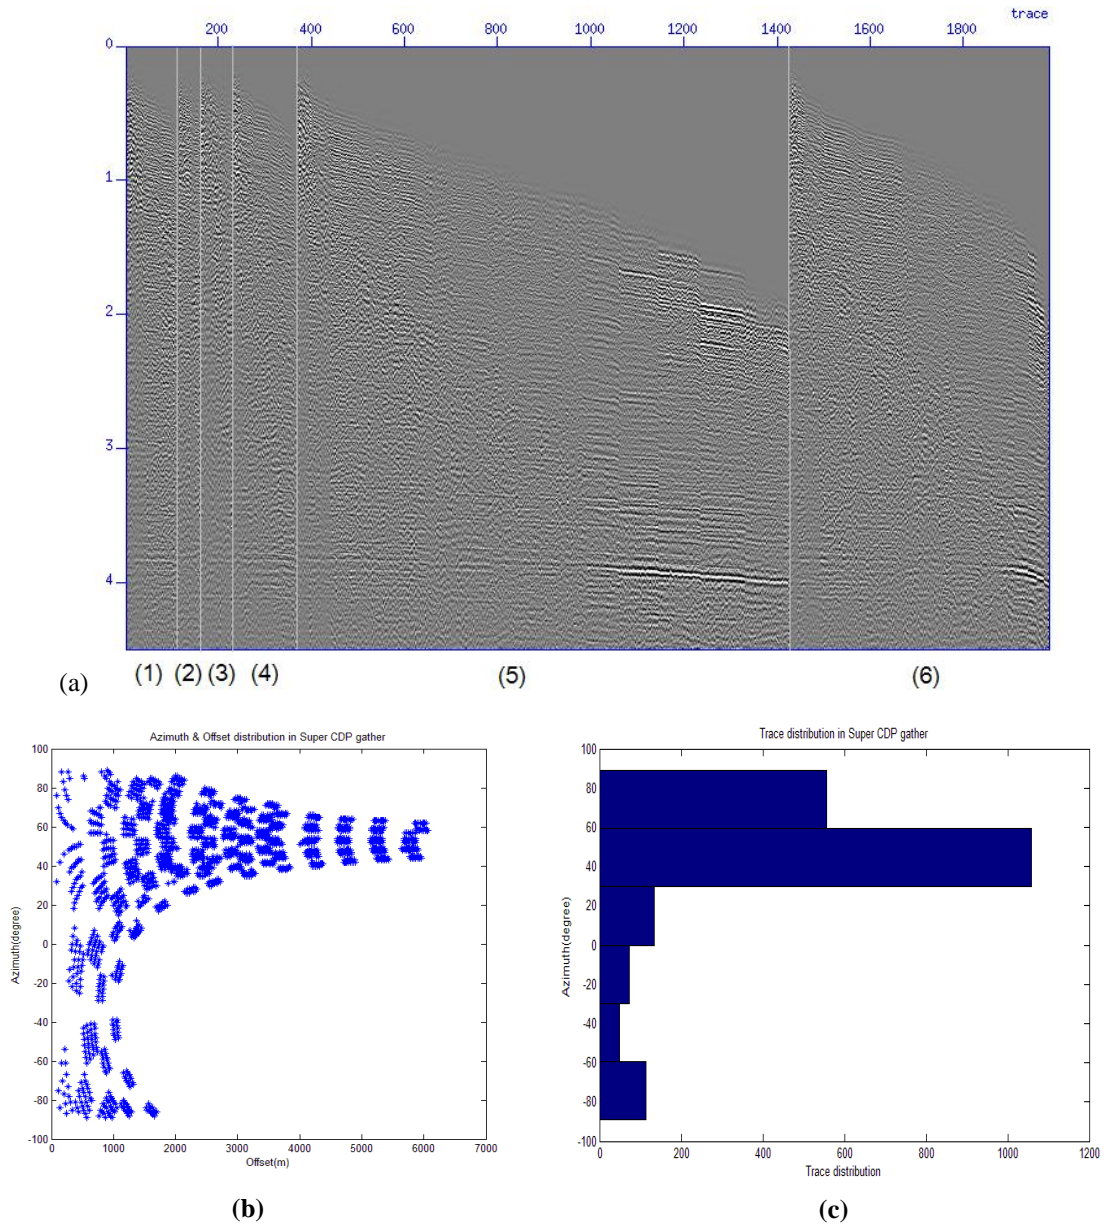 trace
200 400 600 800 1000 1200 1400 1600 1800
0
1
2
3
4
(a) (1) (2) (3) (4) (5) (6)
Azimuth & Offset distribution in Super CDP gather
100
80
60
40
20
0
-20
-40
-60
-80
-100
Azimuth(degree)
0 1000 2000 3000 4000 5000 6000 7000
Offset(m)
(b)
Trace distribution in Super CDP gather
100
80
60
40
20
0
-20
-40
-60
-80
-100
Azimuth(degree)
0 200 400 600 800 1000 1200
Trace distribution
(c)